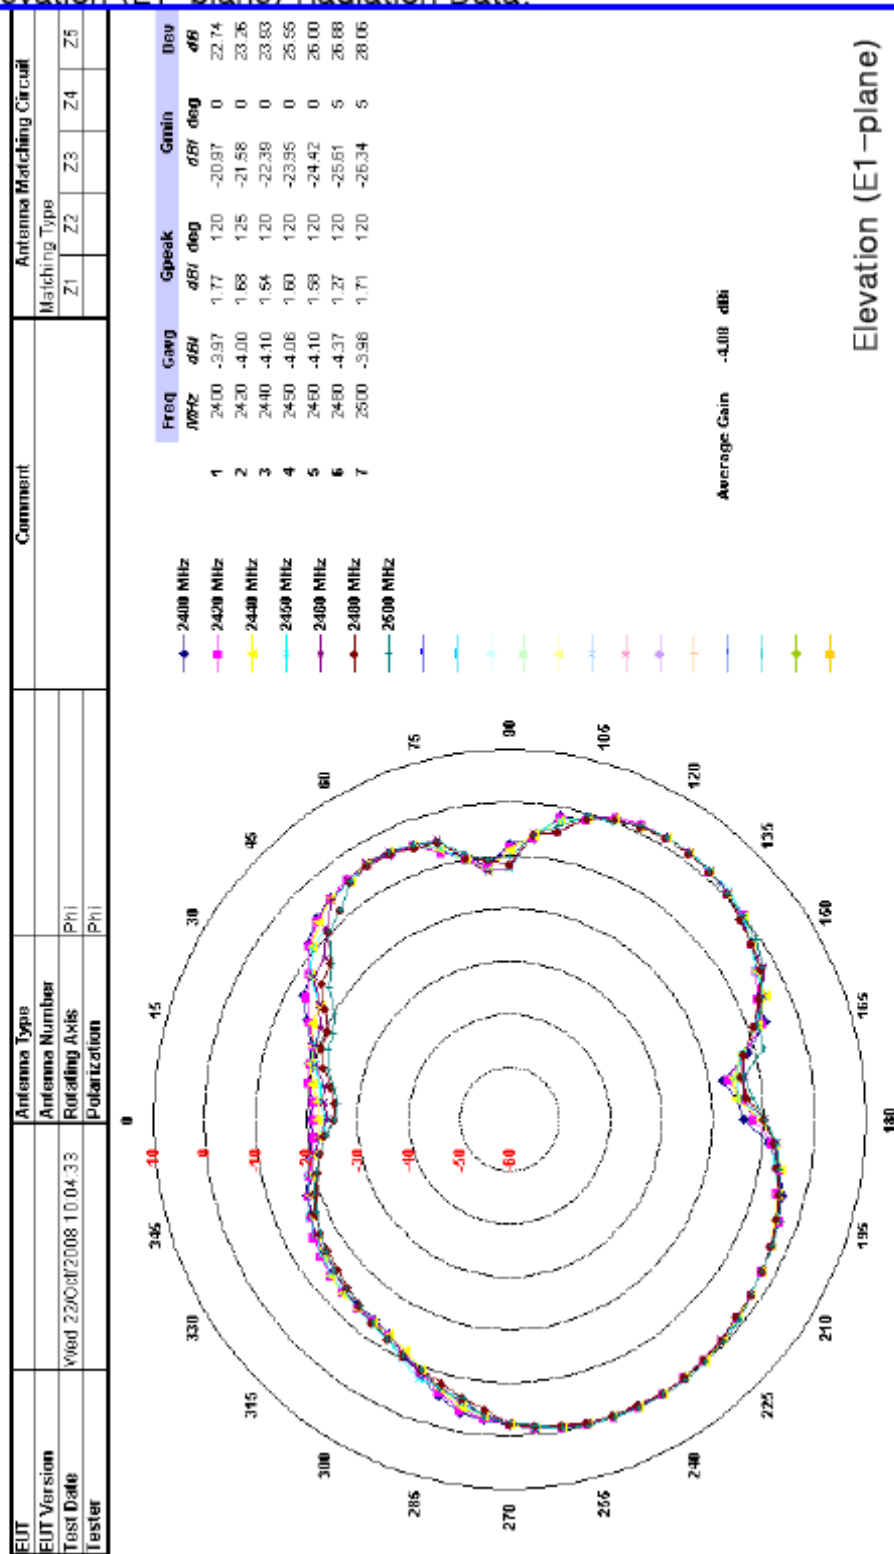 evation (E1-plane) Radiation Data:
EUT Antenna Type Comment Antenna Matching Circuit
EUT Version Antenna Number Matching Type
Test Date Wed 22/Oct/2008 10:04:33 Rotating Axis Phi Z1 Z2 Z3 Z4 Z5
Tester Polarization Phi
0
15
30
45
60
75
90
105
120
135
150
165
180
195
210
225
240
255
270
285
300
315
330
345
10
0
-10
-20
-30
-40
-50
-60
2400 MHz
2420 MHz
2440 MHz
2450 MHz
2460 MHz
2480 MHz
2500 MHz
Freq Gavg Gpeak Gmin Dev
MHz dBi dBi deg dBi deg dB
1 2400 -3.97 1.77 120 -20.97 0 22.74
2 2420 -4.00 1.68 125 -21.58 0 23.26
3 2440 -4.10 1.54 120 -22.39 0 23.93
4 2450 -4.06 1.60 120 -23.95 0 25.55
5 2460 -4.10 1.58 120 -24.42 0 26.00
6 2480 -4.37 1.27 120 -25.61 5 26.88
7 2500 -3.98 1.71 120 -26.34 5 28.05
Average Gain -4.08 dBi
Elevation (E1-plane)